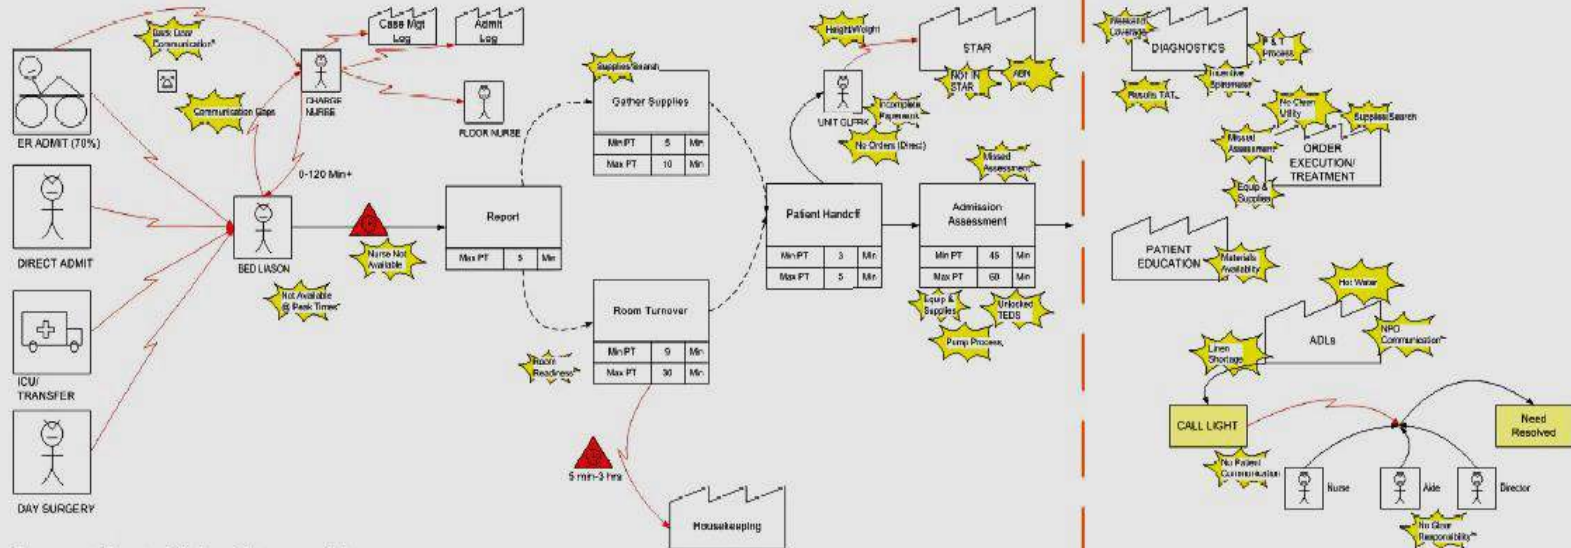 Back Door
Communication*
Case Mgt
Log
Admit
Log
CHARGE
NURSE
Communication Gaps
FLOOR NURSE
ER ADMIT (70%)
0-120 Min+
DIRECT ADMIT
BED LIASON
Nurse Not
Available
Not Available
@ Peak Times*
ICU/
TRANSFER
DAY SURGERY
Report
Max PT 5 Min
Supplies/Search
Gather Supplies
Min PT 5 Min
Max PT 10 Min
Room Turnover
Min PT 9 Min
Max PT 30 Min
Room
Readiness*
5 min-3 hrs
Housekeeping
Height/Weight
STAR
NOT IN
STAR
ABN
UNIT CLERK
Incomplete
Paperwork
No Orders (Direct)
Patient Handoff
Min PT 3 Min
Max PT 5 Min
Missed
Assessment
Admission
Assessment
Min PT 45 Min
Max PT 60 Min
Equip &
Supplies
Unlocked
TEDS
Pump Process
Weekend
Coverage
DIAGNOSTICS
P & T
Process
Results TAT
Incentive
Spirometer
No Clean
Utility
Supplies/Search
Missed
Assessment
ORDER
EXECUTION/
TREATMENT
Equip &
Supplies
PATIENT
EDUCATION
Materials
Availability
Hot Water
ADLs
NPO
Communication*
Linen
Shortage
CALL LIGHT
Need
Resolved
No Patient
Communication
Nurse
Aide
Director
No Clear
Responsibility*